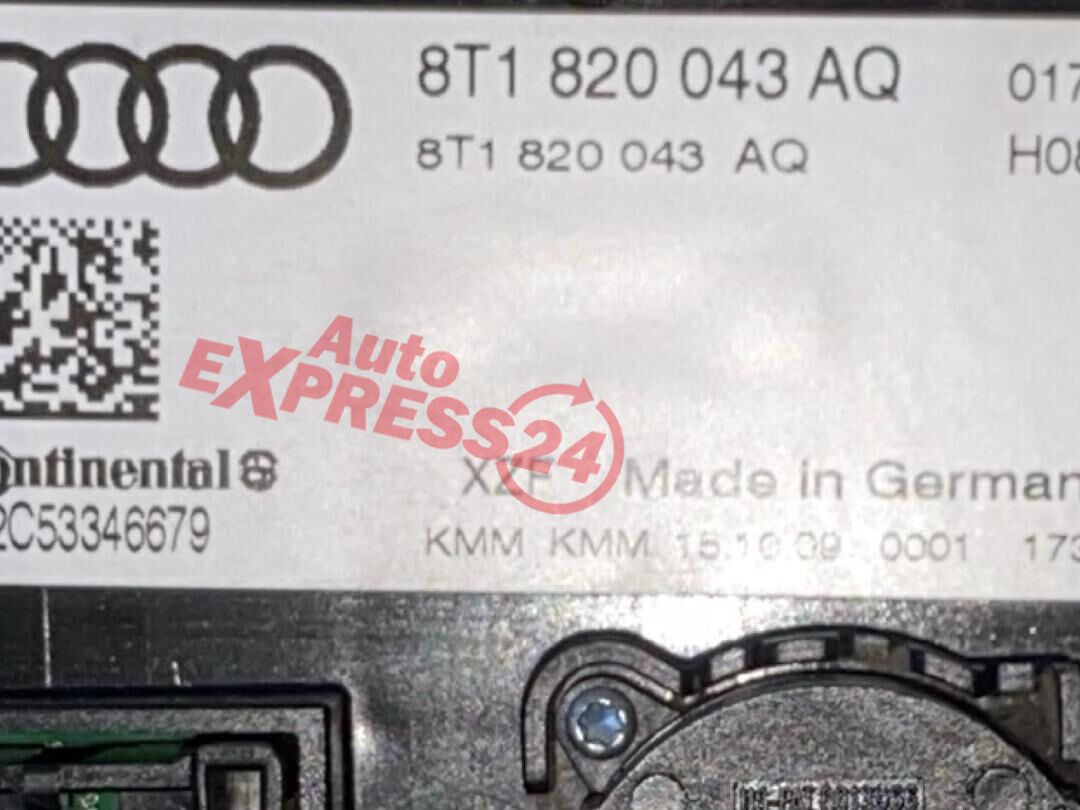 8T1 820 043 AQ 017
8T1 820 043 AQ H08
Auto
EXPRESS24
ontinental
2C53346679
XZF Made in German
KMM KMM 15.10.09 0001 173